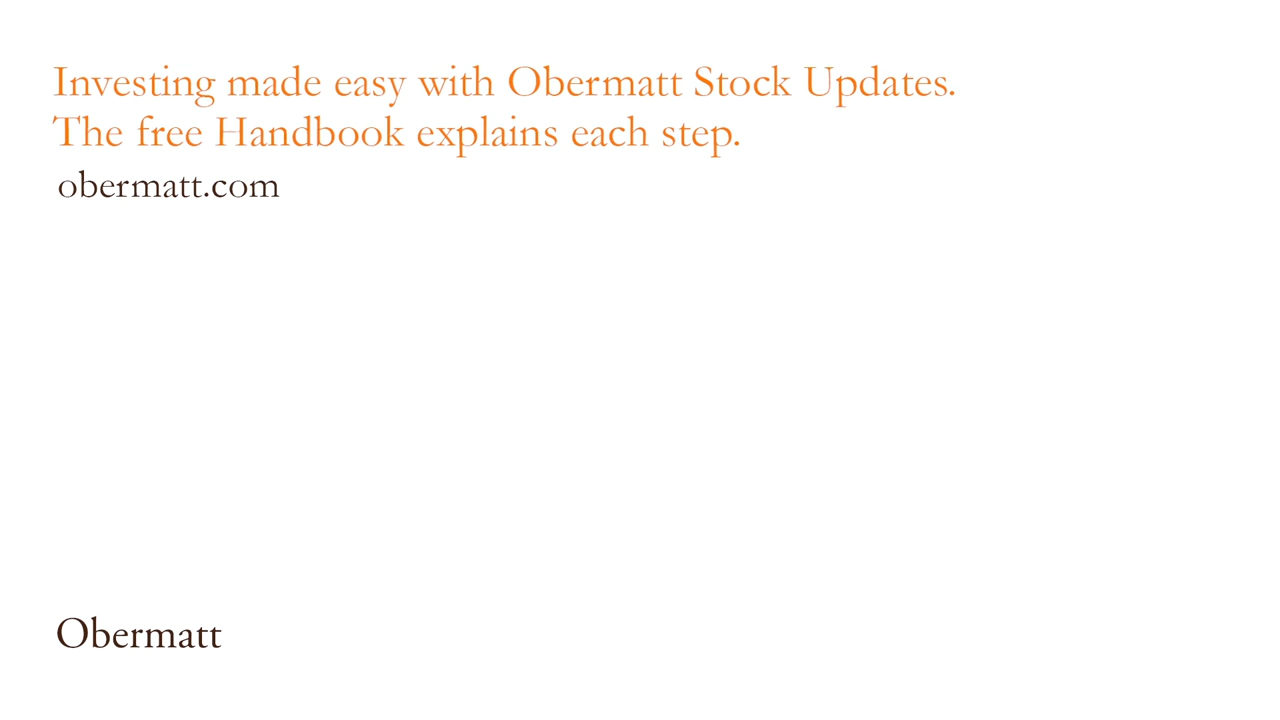 Investing made easy with Obermatt Stock Updates.
The free Handbook explains each step.
obermatt.com
Obermatt